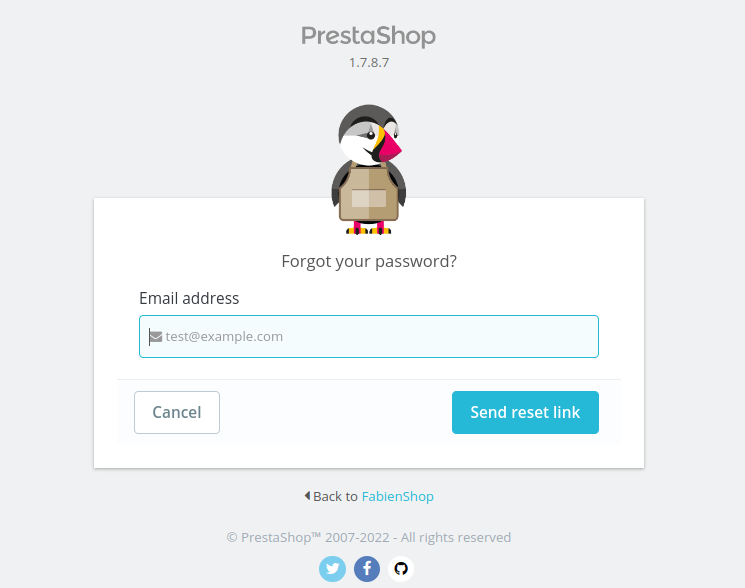 PrestaShop
1.7.8.7
Forgot your password?
Email address
test@example.com
Cancel
Send reset link
Back to FabienShop
© PrestaShop™ 2007-2022 - All rights reserved